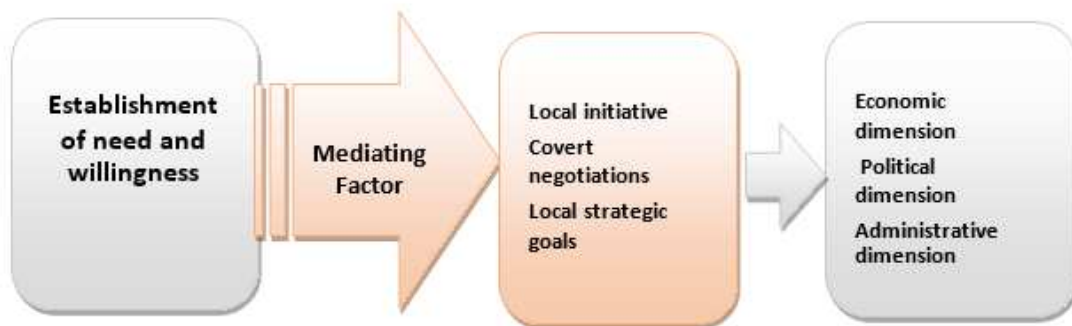 Establishment
of need and
willingness
Mediating
Factor
Local initiative
Covert
negotiations
Local strategic
goals
Economic
dimension
Political
dimension
Administrative
dimension